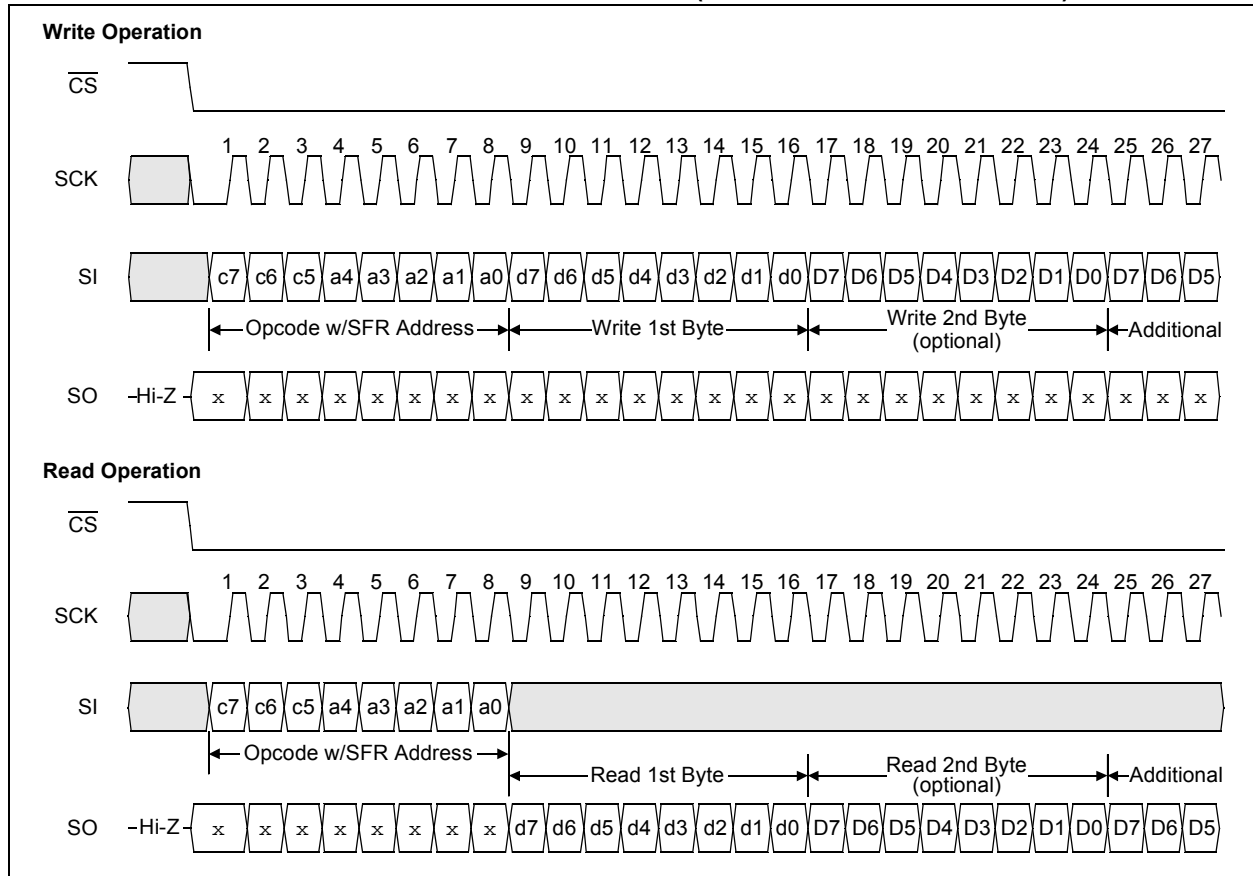 Write Operation
CS
1 2 3 4 5 6 7 8 9 10 11 12 13 14 15 16 17 18 19 20 21 22 23 24 25 26 27
SCK
SI c7 c6 c5 a4 a3 a2 a1 a0 d7 d6 d5 d4 d3 d2 d1 d0 D7 D6 D5 D4 D3 D2 D1 D0 D7 D6 D5
Opcode w/SFR Address Write 1st Byte Write 2nd Byte Additional
(optional)
SO Hi-Z x x x x x x x x x x x x x x x x x x x x x x x x x x x
Read Operation
CS
1 2 3 4 5 6 7 8 9 10 11 12 13 14 15 16 17 18 19 20 21 22 23 24 25 26 27
SCK
SI c7 c6 c5 a4 a3 a2 a1 a0
Opcode w/SFR Address Read 1st Byte Read 2nd Byte Additional
(optional)
SO Hi-Z x x x x x x x x d7 d6 d5 d4 d3 d2 d1 d0 D7 D6 D5 D4 D3 D2 D1 D0 D7 D6 D5